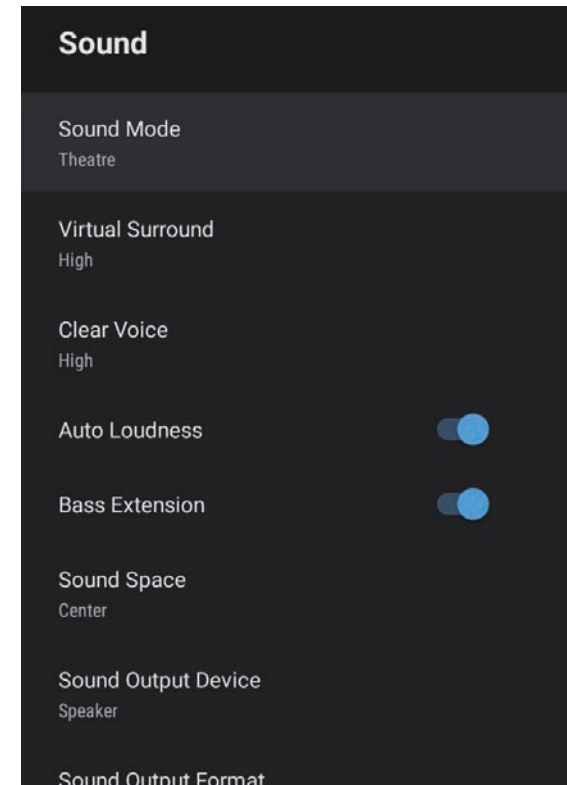 Sound
Sound Mode
Theatre
Virtual Surround
High
Clear Voice
High
Auto Loudness
Bass Extension
Sound Space
Center
Sound Output Device
Speaker
Sound Output Format